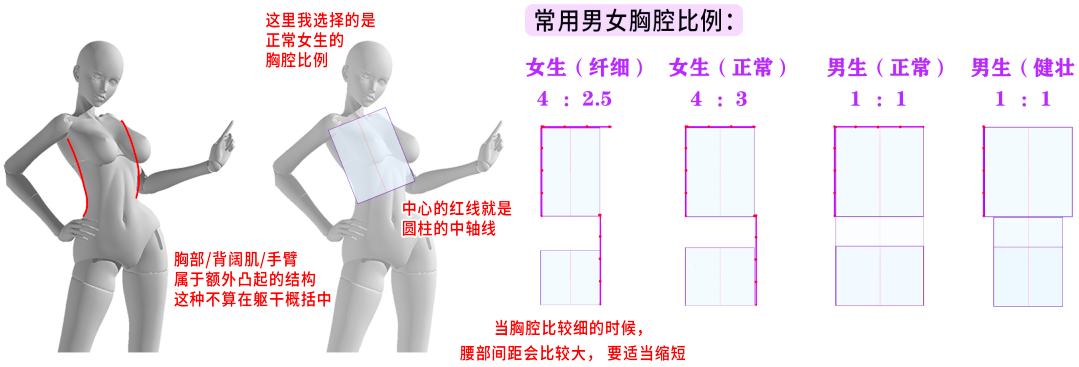 这里我选择的是
正常女生的
胸腔比例
中心的红线就是
圆柱的中轴线
胸部/背阔肌/手臂
属于额外凸起的结构
这种不算在躯干概括中
常用男女胸腔比例：
女生（纤细）
4 : 2.5
女生（正常）
4 : 3
男生（正常）
1 : 1
男生（健壮
1 : 1
当胸腔比较细的时候，
腰部间距会比较大， 要适当缩短